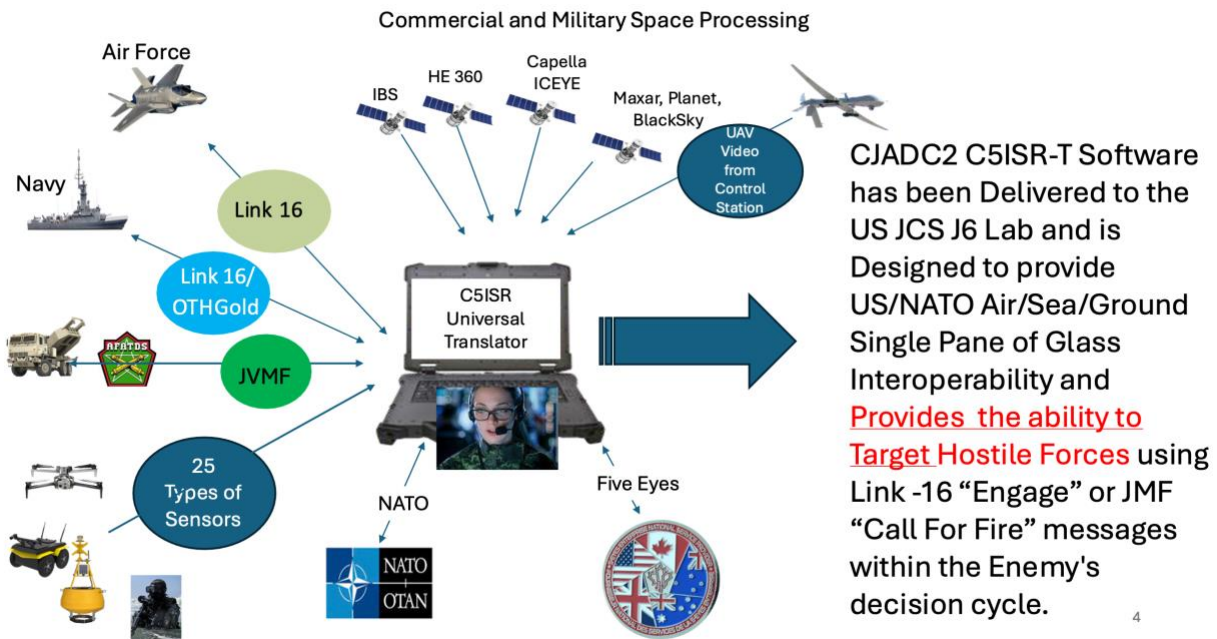 Commercial and Military Space Processing
Air Force
IBS
HE 360
Capella
ICEYE
Maxar, Planet,
BlackSky
UAV
Video
from
Control
Station
Navy
Link 16
Link 16/
OTHGold
AFATDS
JVMF
C5ISR
Universal
Translator
25
Types of
Sensors
NATO
NATO
OTAN
Five Eyes
CJADC2 C5ISR-T Software
has been Delivered to the
US JCS J6 Lab and is
Designed to provide
US/NATO Air/Sea/Ground
Single Pane of Glass
Interoperability and
Provides the ability to
Target Hostile Forces using
Link -16 “Engage” or JMF
“Call For Fire” messages
within the Enemy's
decision cycle.
4